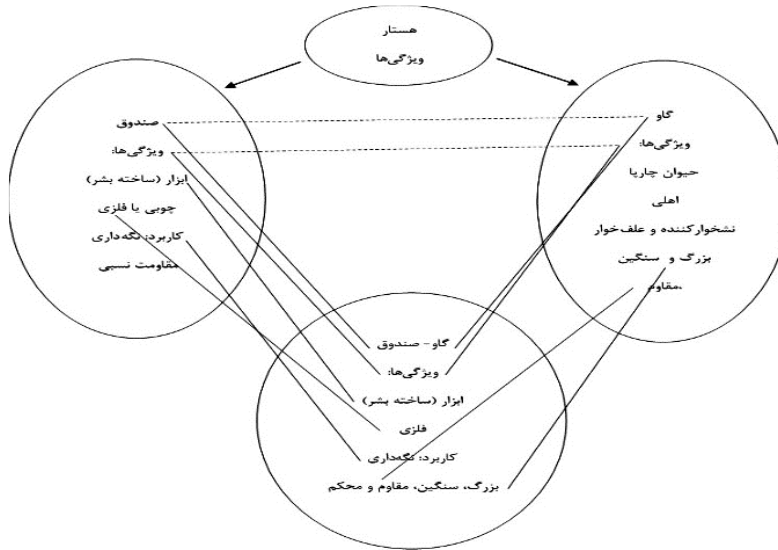 هستار
ویژگی‌ها
گاو
ویژگی‌ها:
حیوان چارپا
اهلی
نشخوارکننده و علف‌خوار
بزرگ و سنگین
مقاوم،
صندوق
ویژگی‌ها:
ابزار (ساخته بشر)
چوبی یا فلزی
کاربرد: نگه‌داری
مقاومت نسبی
گاو- صندوق
ویژگی‌ها:
ابزار (ساخته بشر)
فلزی
کاربرد: نگه‌داری
بزرگ، سنگین، مقاوم و محکم